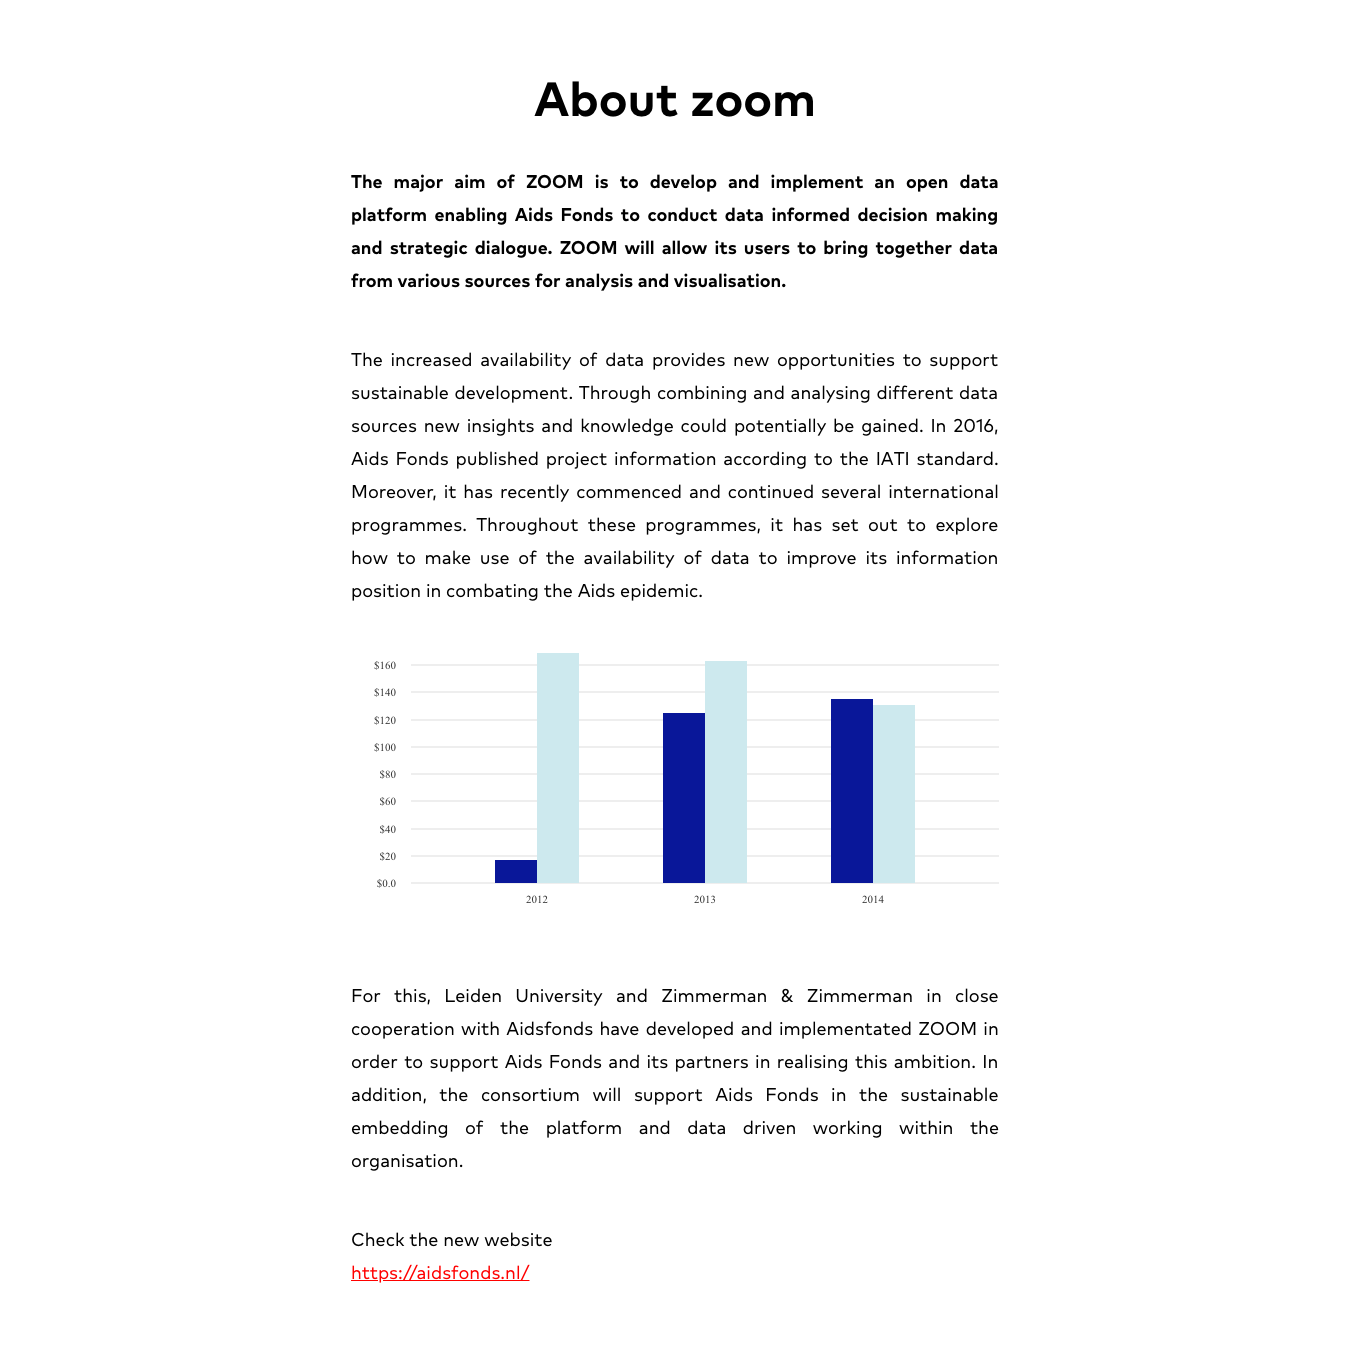 About zoom
The major aim of ZOOM is to develop and implement an open data
platform enabling Aids Fonds to conduct data informed decision making
and strategic dialogue. ZOOM will allow its users to bring together data
from various sources for analysis and visualisation.
The increased availability of data provides new opportunities to support
sustainable development. Through combining and analysing different data
sources new insights and knowledge could potentially be gained. In 2016,
Aids Fonds published project information according to the IATI standard.
Moreover, it has recently commenced and continued several international
programmes. Throughout these programmes, it has set out to explore
how to make use of the availability of data to improve its information
position in combating the Aids epidemic.
$160
$140
$120
$100
$80
$60
$40
$20
$0.0
2012 2013 2014
For this, Leiden University and Zimmerman & Zimmerman in close
cooperation with Aidsfonds have developed and implementated ZOOM in
order to support Aids Fonds and its partners in realising this ambition. In
addition, the consortium will support Aids Fonds in the sustainable
embedding of the platform and data driven working within the
organisation.
Check the new website
https://aidsfonds.nl/